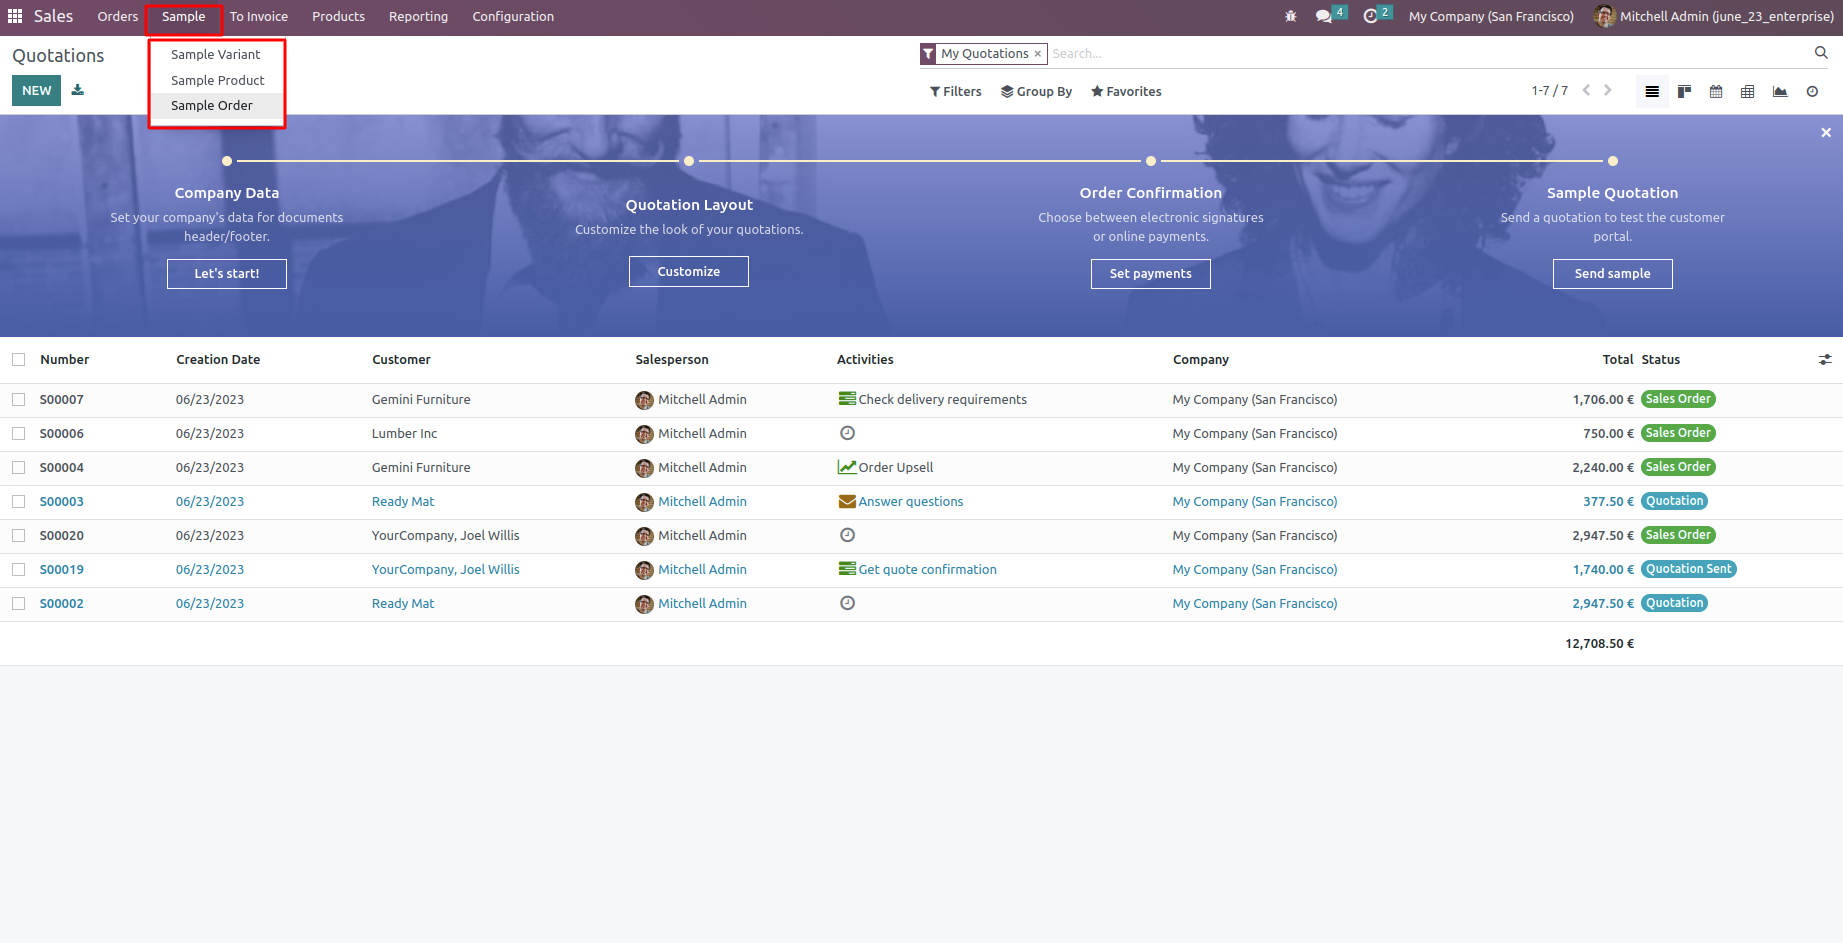 Sales Orders Sample To Invoice Products Reporting Configuration 4 2 My Company (San Francisco) Mitchell Admin (june_23_enterprise)
Quotations
Sample Variant
Sample Product
Sample Order
My Quotations × Search...
NEW
Filters Group By Favorites 1-7 / 7
Company Data
Set your company's data for documents
header/footer.
Let's start!
Quotation Layout
Customize the look of your quotations.
Customize
Order Confirmation
Choose between electronic signatures
or online payments.
Set payments
Sample Quotation
Send a quotation to test the customer
portal.
Send sample
Number Creation Date Customer Salesperson Activities Company Total Status
S00007 06/23/2023 Gemini Furniture Mitchell Admin Check delivery requirements My Company (San Francisco) 1,706.00 € Sales Order
S00006 06/23/2023 Lumber Inc Mitchell Admin My Company (San Francisco) 750.00 € Sales Order
S00004 06/23/2023 Gemini Furniture Mitchell Admin Order Upsell My Company (San Francisco) 2,240.00 € Sales Order
S00003 06/23/2023 Ready Mat Mitchell Admin Answer questions My Company (San Francisco) 377.50 € Quotation
S00020 06/23/2023 YourCompany, Joel Willis Mitchell Admin My Company (San Francisco) 2,947.50 € Sales Order
S00019 06/23/2023 YourCompany, Joel Willis Mitchell Admin Get quote confirmation My Company (San Francisco) 1,740.00 € Quotation Sent
S00002 06/23/2023 Ready Mat Mitchell Admin My Company (San Francisco) 2,947.50 € Quotation
12,708.50 €